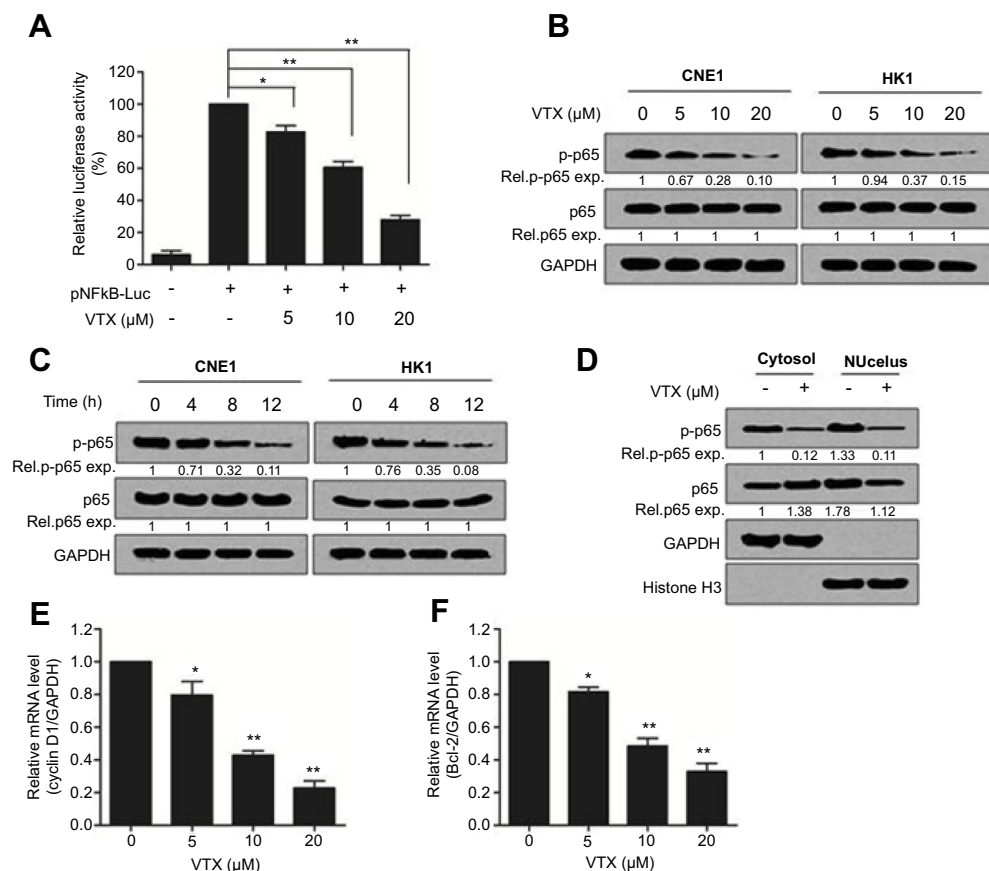 A
** 
**
*
120
100
80
60
40
20
0
Relative luciferase activity
(%)
pNFkB-Luc - + + + +
VTX (µM) - - 5 10 20
B
CNE1 HK1
VTX (µM) 0 5 10 20 0 5 10 20
p-p65
Rel.p-p65 exp. 1 0.67 0.28 0.10 1 0.94 0.37 0.15
p65
Rel.p65 exp. 1 1 1 1 1 1 1 1
GAPDH
C
CNE1 HK1
Time (h) 0 4 8 12 0 4 8 12
p-p65
Rel.p-p65 exp. 1 0.71 0.32 0.11 1 0.76 0.35 0.08
p65
Rel.p65 exp. 1 1 1 1 1 1 1 1
GAPDH
D
Cytosol NUcelus
VTX (µM) - + - +
p-p65
Rel.p-p65 exp. 1 0.12 1.33 0.11
p65
Rel.p65 exp. 1 1.38 1.78 1.12
GAPDH
Histone H3
E
1.2
1.0
0.8
0.6
0.4
0.2
0.0
Relative mRNA level
(cyclin D1/GAPDH)
*
**
**
0 5 10 20
VTX (µM)
F
1.2
1.0
0.8
0.6
0.4
0.2
0.0
Relative mRNA level
(Bcl-2/GAPDH)
*
**
**
0 5 10 20
VTX (µM)